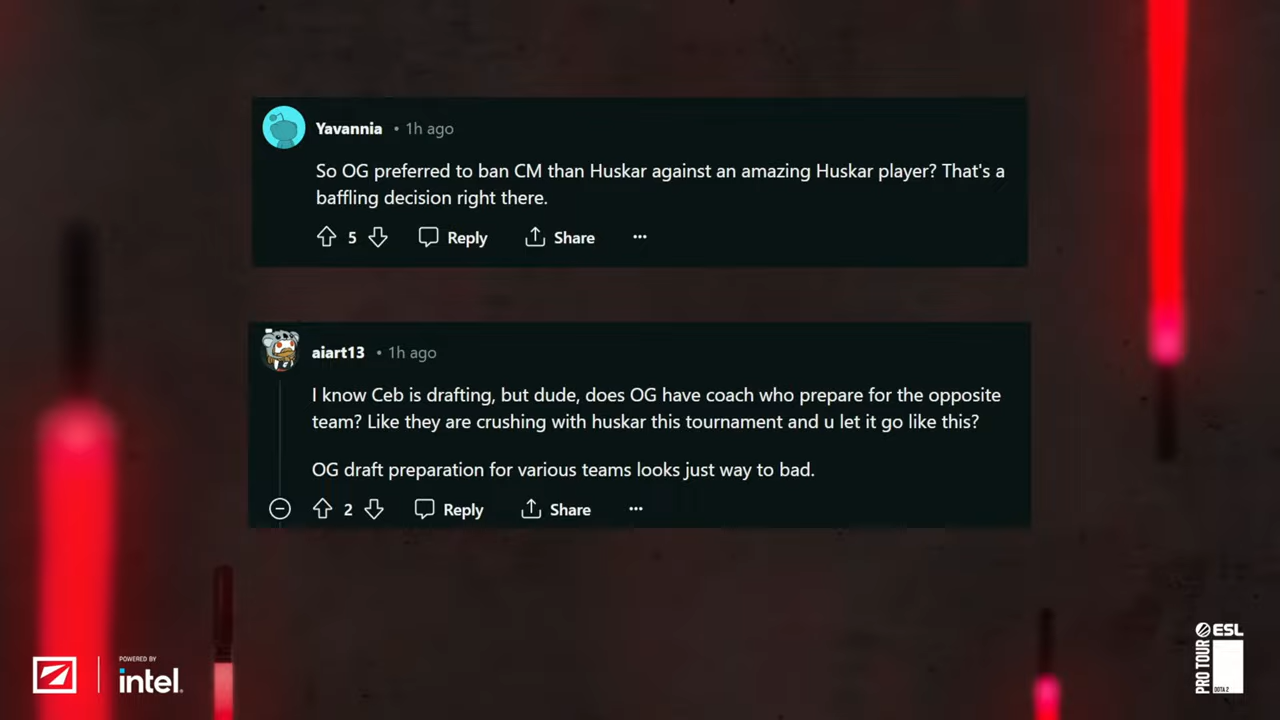 Yavannia • 1h ago
So OG preferred to ban CM than Huskar against an amazing Huskar player? That's a
baffling decision right there.
5 Reply Share ...
aiart13 • 1h ago
I know Ceb is drafting, but dude, does OG have coach who prepare for the opposite
team? Like they are crushing with huskar this tournament and u let it go like this?
OG draft preparation for various teams looks just way to bad.
2 Reply Share ...
POWERED BY
intel.
ESL
PRO TOUR
DOTA 2